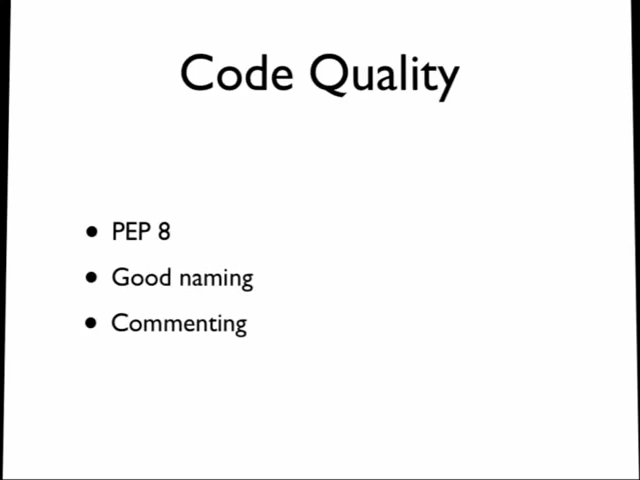 Code Quality
• PEP 8
• Good naming
• Commenting